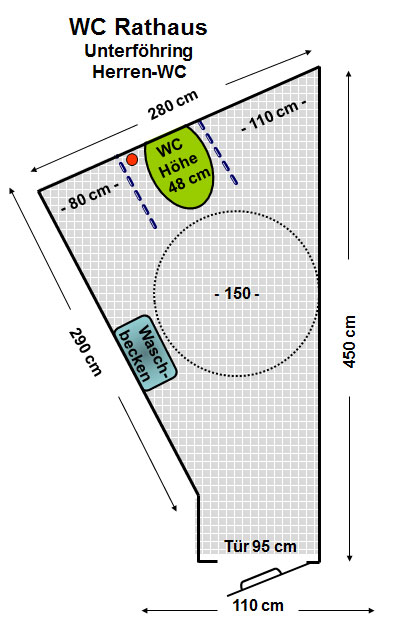 WC Rathaus
Unterföhring
Herren-WC
280 cm
- 110 cm -
WC
Höhe
48 cm
- 80 cm -
- 150 -
290 cm
Wasch-
becken
450 cm
Tür 95 cm
110 cm